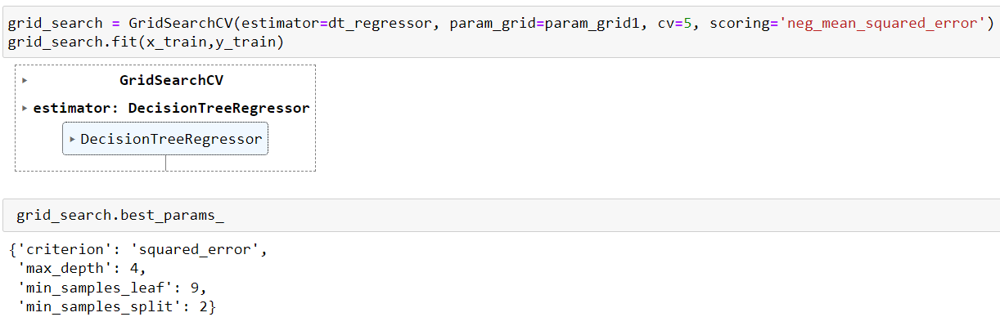 grid_search = GridSearchCV(estimator=dt_regressor, param_grid=param_grid1, cv=5, scoring='neg_mean_squared_error')
grid_search.fit(x_train,y_train)
GridSearchCV
estimator: DecisionTreeRegressor
DecisionTreeRegressor
grid_search.best_params_
{'criterion': 'squared_error',
'max_depth': 4,
'min_samples_leaf': 9,
'min_samples_split': 2}